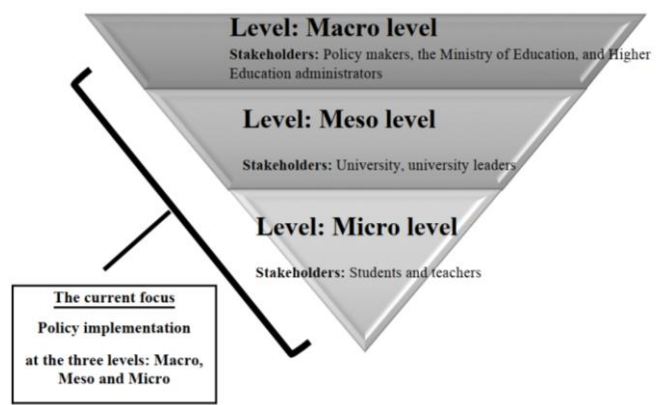 Level: Macro level
Stakeholders: Policy makers, the Ministry of Education, and Higher
Education administrators
Level: Meso level
Stakeholders: University, university leaders
Level: Micro level
Stakeholders: Students and teachers
The current focus
Policy implementation
at the three levels: Macro,
Meso and Micro